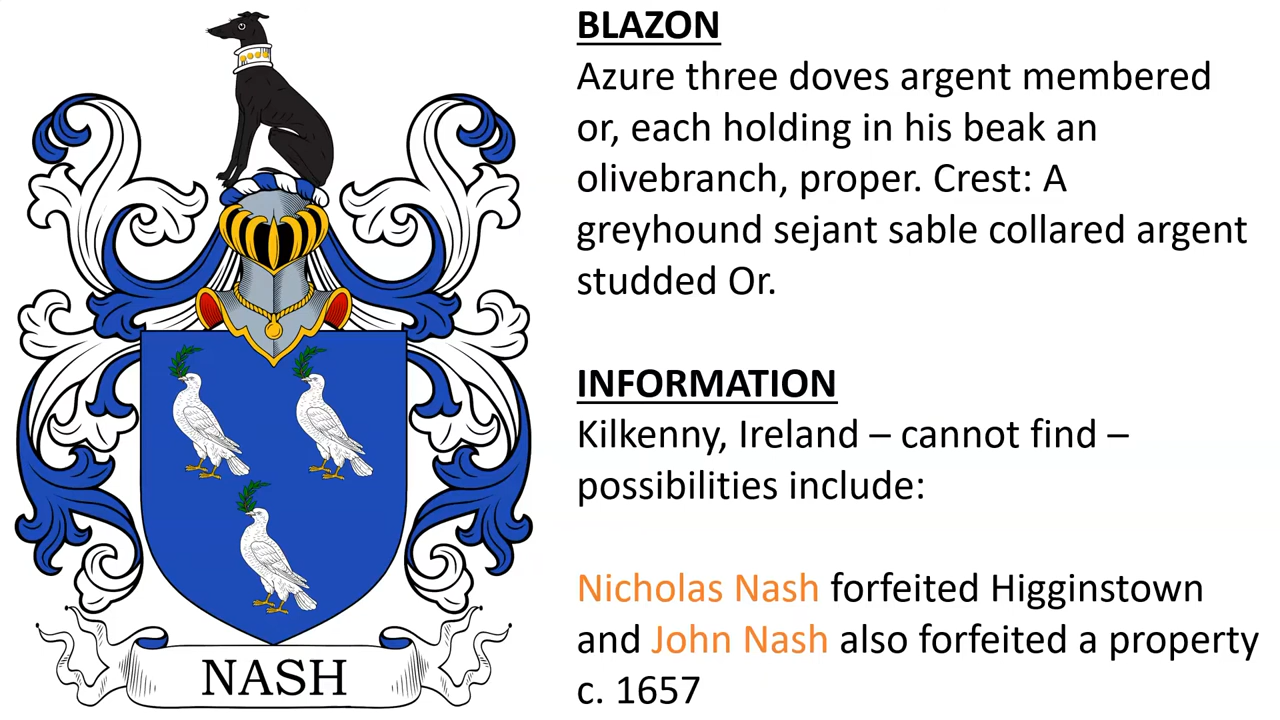 BLAZON
Azure three doves argent membered
or, each holding in his beak an
olivebranch, proper. Crest: A
greyhound sejant sable collared argent
studded Or.
INFORMATION
Kilkenny, Ireland – cannot find –
possibilities include:
Nicholas Nash forfeited Higginstown
and John Nash also forfeited a property
c. 1657
NASH